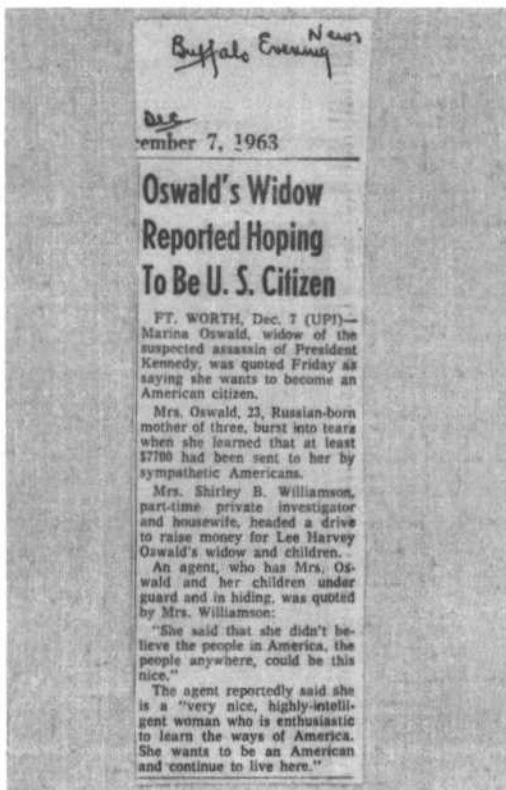 Buffalo Evening News
Dec
ember 7, 1963
Oswald's Widow
Reported Hoping
To Be U. S. Citizen
FT. WORTH, Dec. 7 (UPI)—
Marina Oswald, widow of the
suspected assassin of President
Kennedy, was quoted Friday as
saying she wants to become an
American citizen.
Mrs. Oswald, 23, Russian-born
mother of three, burst into tears
when she learned that at least
$7700 had been sent to her by
sympathetic Americans.
Mrs. Shirley B. Williamson,
part-time private investigator
and housewife, headed a drive
to raise money for Lee Harvey
Oswald's widow and children.
An agent, who has Mrs. Os-
wald and her children under
guard and in hiding, was quoted
by Mrs. Williamson:
"She said that she didn't be-
lieve the people in America, the
people anywhere, could be this
nice."
The agent reportedly said she
is a "very nice, highly-intelli-
gent woman who is enthusiastic
to learn the ways of America.
She wants to be an American
and continue to live here."